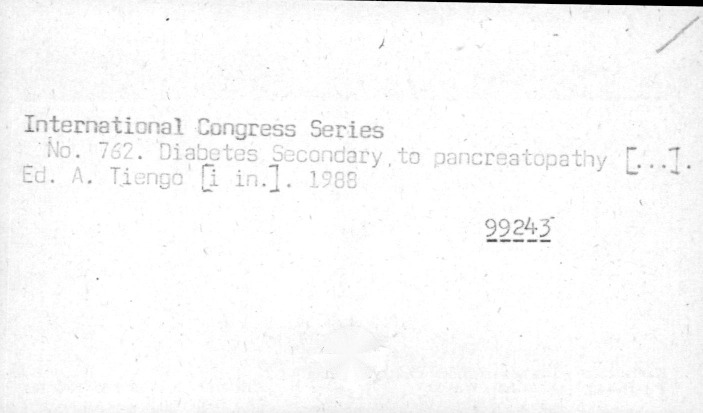 International Congress Series
No. 762. Diabetes Secondary to pancreatopathy [...].
Ed. A. Tiengo [i in.]. 1988
99243